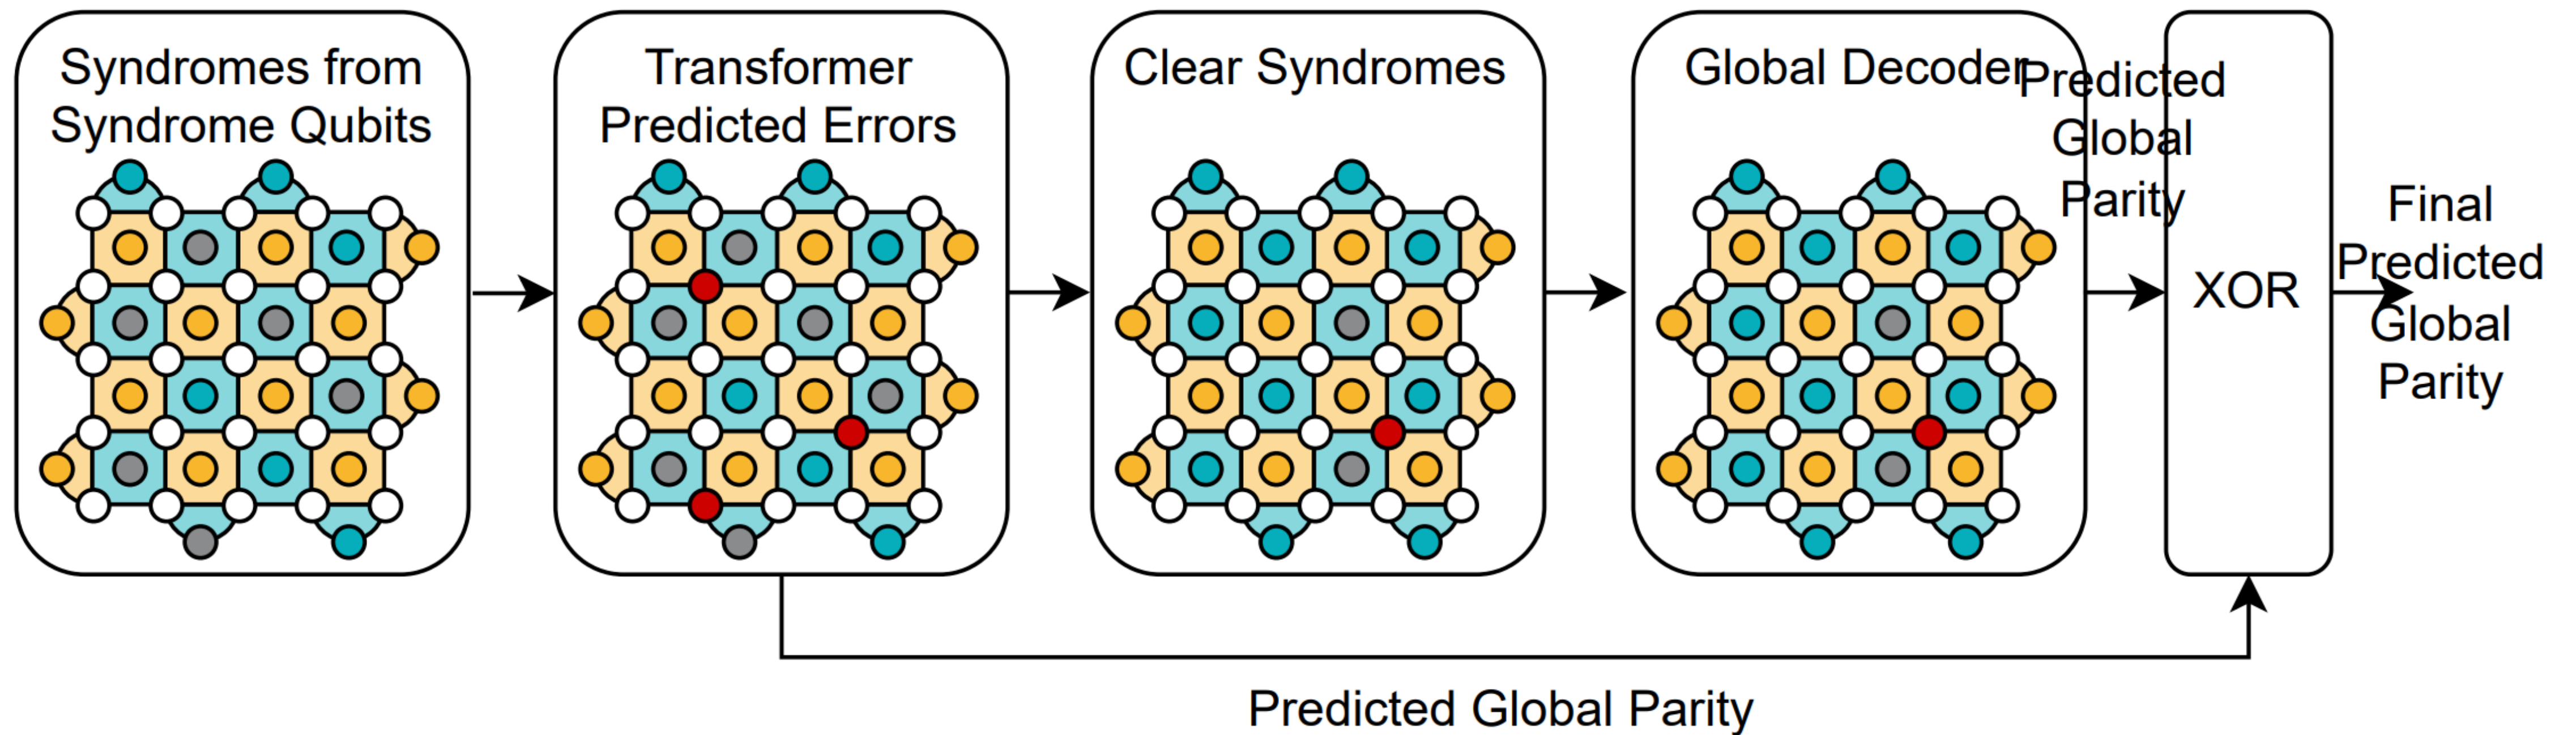 Syndromes from
Syndrome Qubits
Transformer
Predicted Errors
Clear Syndromes
Global Decoder
Predicted
Global
Parity
XOR
Final
Predicted
Global
Parity
Predicted Global Parity